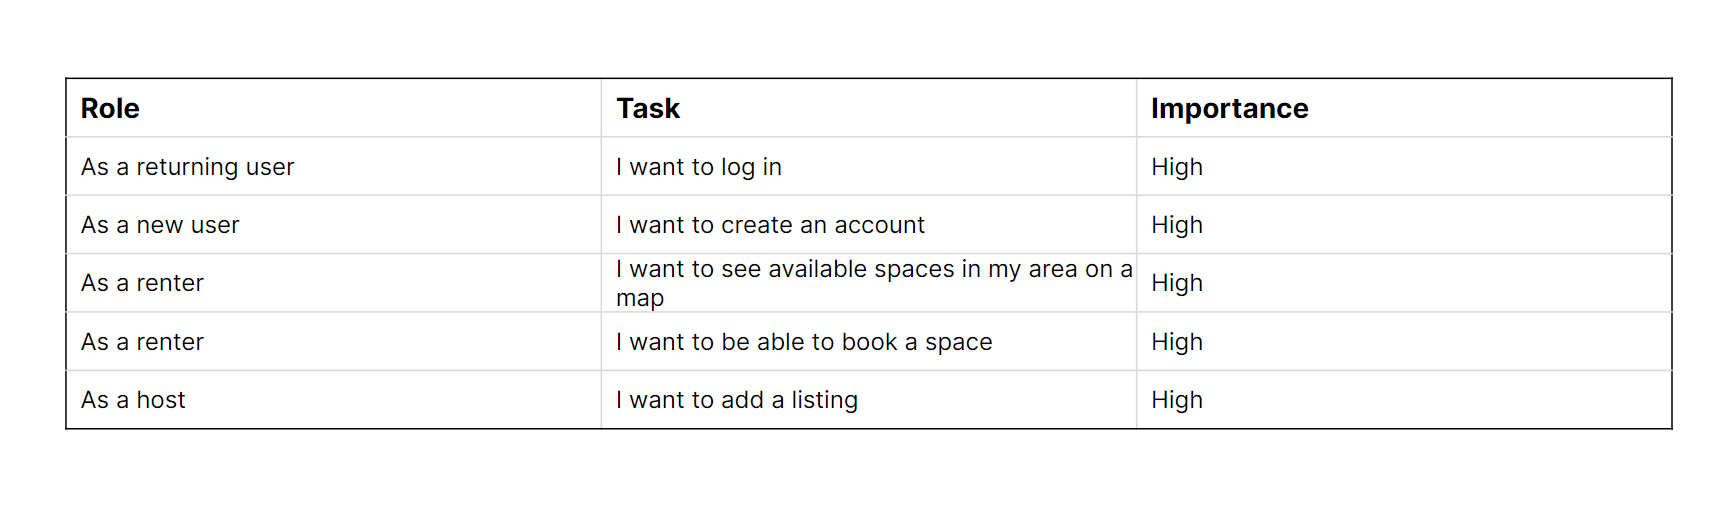 Role Task Importance
As a returning user I want to log in High
As a new user I want to create an account High
As a renter I want to see available spaces in my area on a
map High
As a renter I want to be able to book a space High
As a host I want to add a listing High